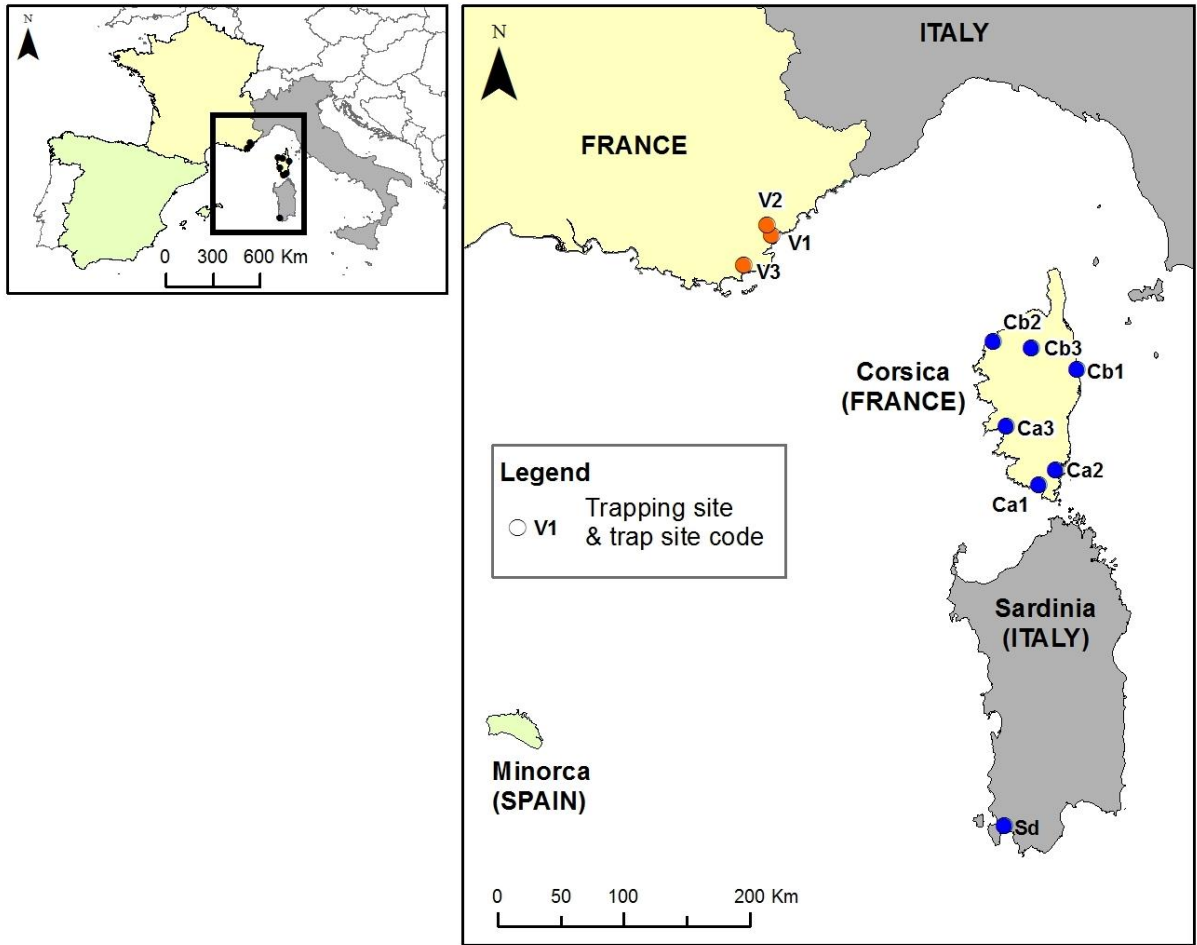 N
0 300 600 Km
N
ITALY
FRANCE
V2
V1
V3
Cb2
Cb3
Cb1
Corsica
(FRANCE)
Ca3
Ca2
Ca1
Legend
V1 Trapping site
& trap site code
Sardinia
(ITALY)
Minorca
(SPAIN)
Sd
0 50 100 200 Km